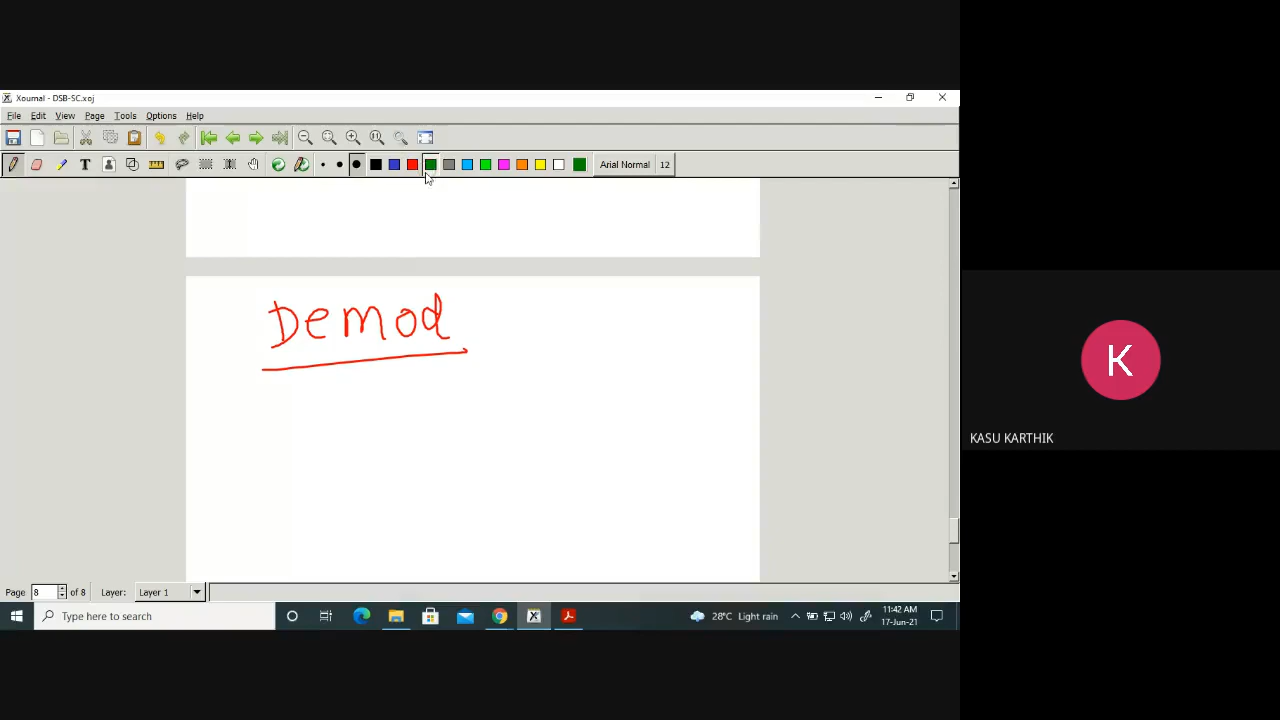 Xournal - DSB-SC.xoj
File Edit View Page Tools Options Help
Arial Normal 12
Demod
K
KASU KARTHIK
Page 8 of 8 Layer: Layer 1
Type here to search
28°C Light rain
11:42 AM
17-Jun-21